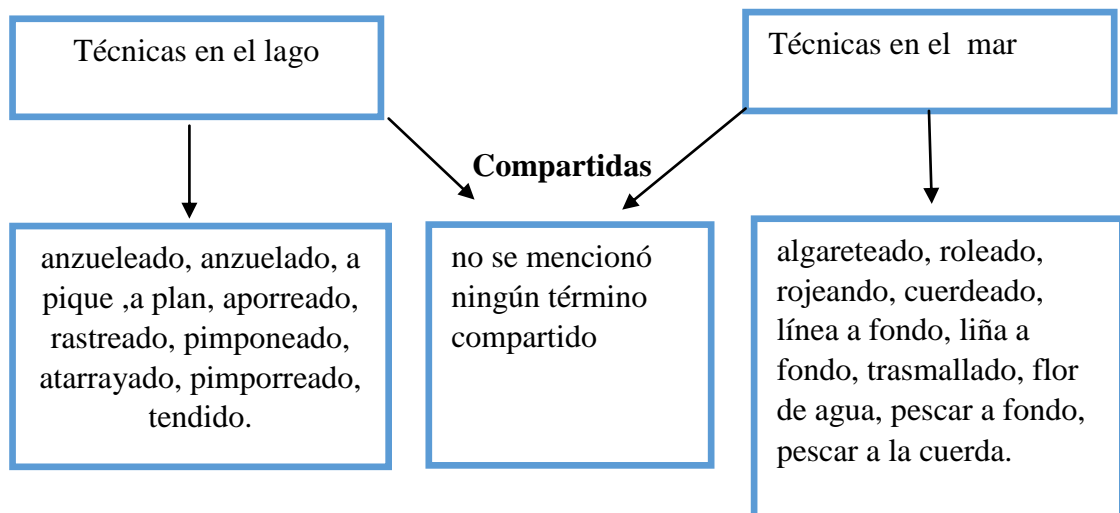 Técnicas en el lago
Técnicas en el  mar
Compartidas
anzueleado, anzuelado, a
pique ,a plan, aporreado,
rastreado, pimponeado,
atarrayado, pimporreado,
tendido.
no se mencionó
ningún término
compartido
algareteado, roleado,
rojeando, cuerdeado,
línea a fondo, liña a
fondo, trasmallado, flor
de agua, pescar a fondo,
pescar a la cuerda.